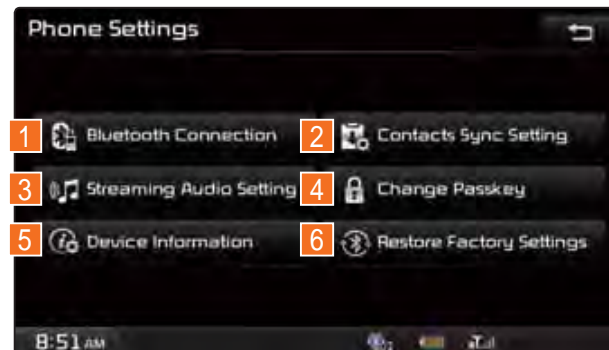 Phone Settings
1 Bluetooth Connection
2 Contacts Sync Setting
3 Streaming Audio Setting
4 Change Passkey
5 Device Information
6 Restore Factory Settings
8:51 AM